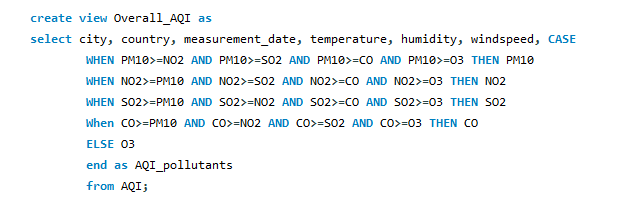 create view Overall_AQI as
select city, country, measurement_date, temperature, humidity, windspeed, CASE
WHEN PM10>=NO2 AND PM10>=SO2 AND PM10>=CO AND PM10>=O3 THEN PM10
WHEN NO2>=PM10 AND NO2>=SO2 AND NO2>=CO AND NO2>=O3 THEN NO2
WHEN SO2>=PM10 AND SO2>=NO2 AND SO2>=CO AND SO2>=O3 THEN SO2
When CO>=PM10 AND CO>=NO2 AND CO>=SO2 AND CO>=O3 THEN CO
ELSE O3
end as AQI_pollutants
from AQI;